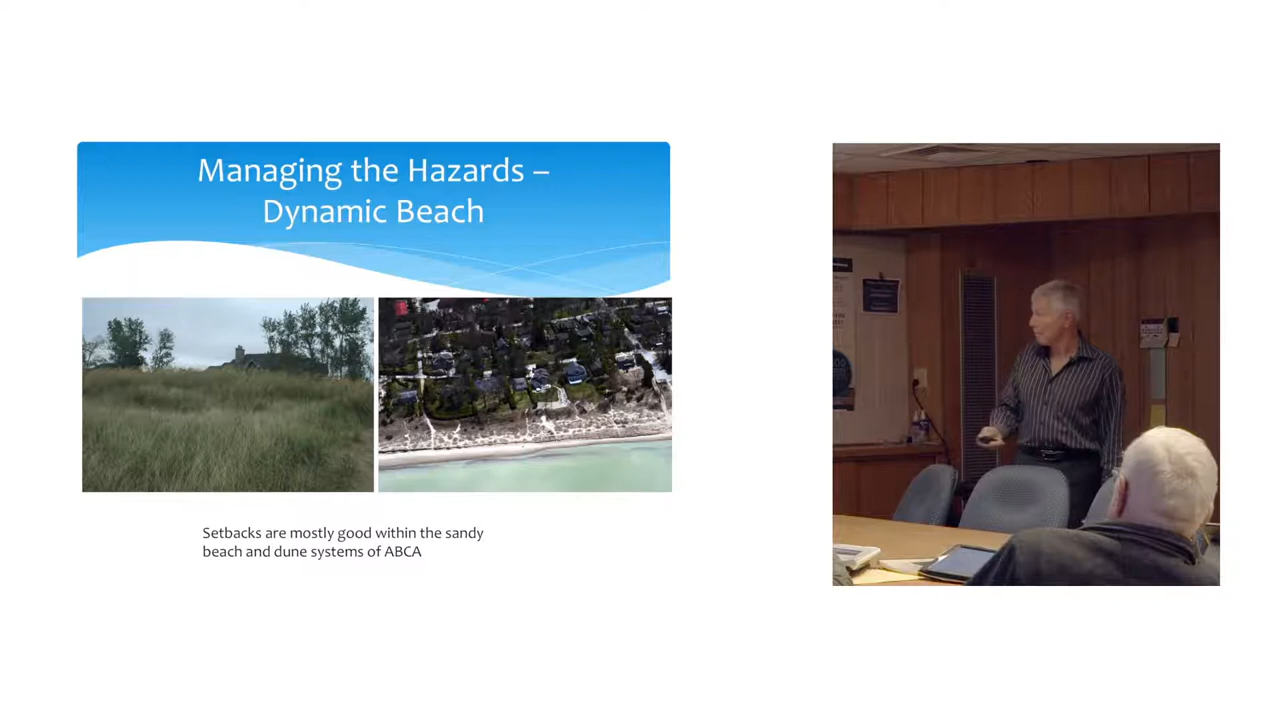 Managing the Hazards –
Dynamic Beach
Setbacks are mostly good within the sandy
beach and dune systems of ABCA